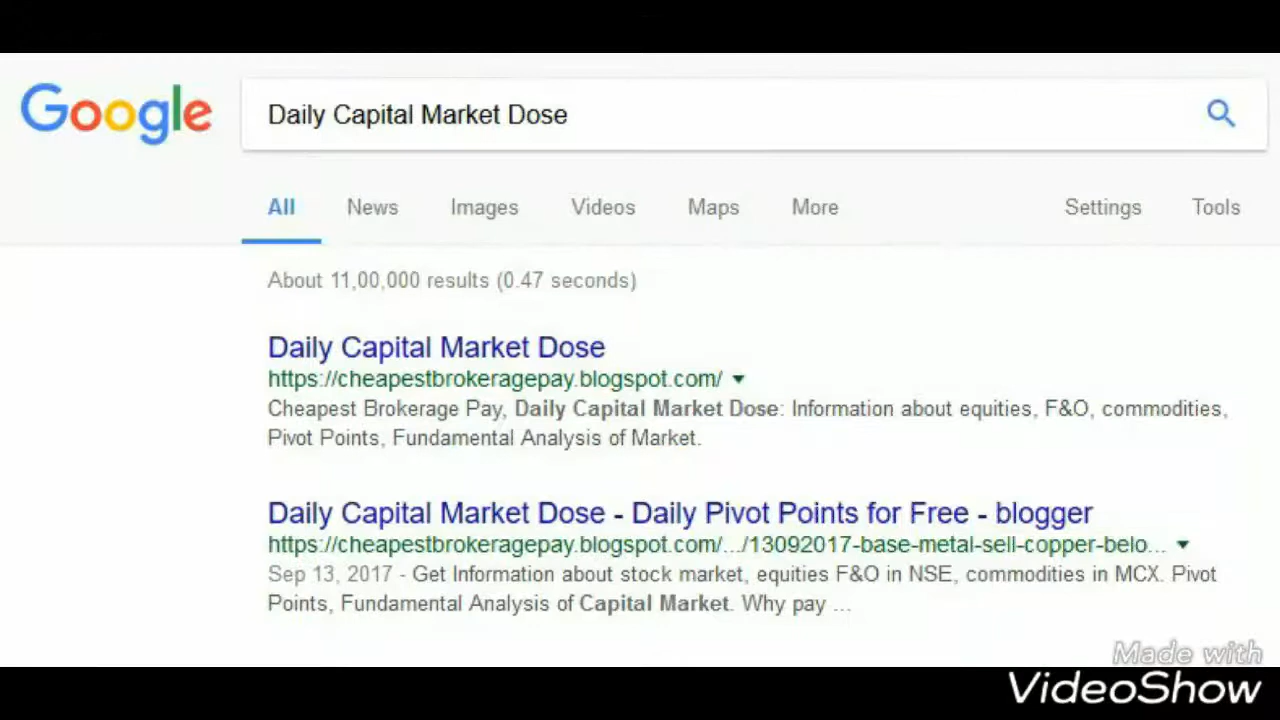 Google
Daily Capital Market Dose
All News Images Videos Maps More Settings Tools
About 11,00,000 results (0.47 seconds)
Daily Capital Market Dose
https://cheapestbrokeragepay.blogspot.com/
Cheapest Brokerage Pay, Daily Capital Market Dose: Information about equities, F&O, commodities,
Pivot Points, Fundamental Analysis of Market.
Daily Capital Market Dose - Daily Pivot Points for Free - blogger
https://cheapestbrokeragepay.blogspot.com/.../13092017-base-metal-sell-copper-belo...
Sep 13, 2017 - Get Information about stock market, equities F&O in NSE, commodities in MCX. Pivot
Points, Fundamental Analysis of Capital Market. Why pay ...
Made with
VideoShow